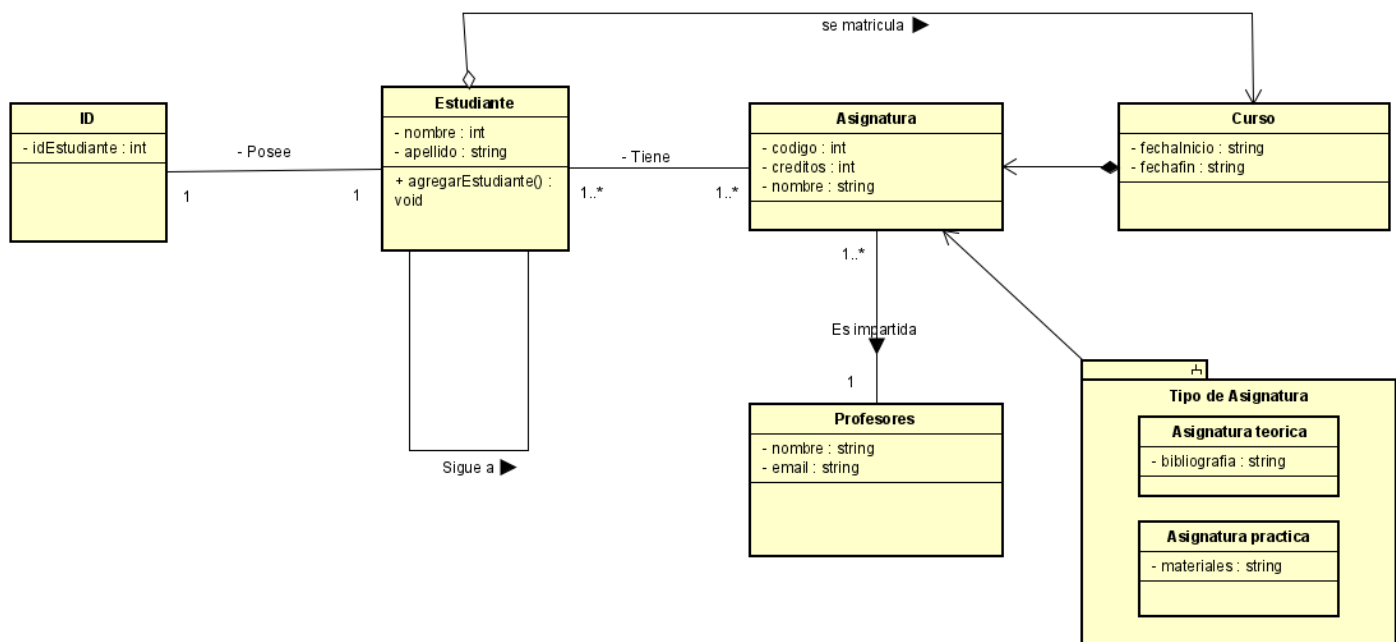 se matricula
ID
- idEstudiante : int
- Posee
1
1
Estudiante
- nombre : int
- apellido : string
+ agregarEstudiante() :
void
- Tiene
1..*
1..*
Asignatura
- codigo : int
- creditos : int
- nombre : string
Curso
- fechaInicio : string
- fechafin : string
1..*
Es impartida
1
Sigue a
Profesores
- nombre : string
- email : string
Tipo de Asignatura
Asignatura teorica
- bibliografia : string
Asignatura practica
- materiales : string